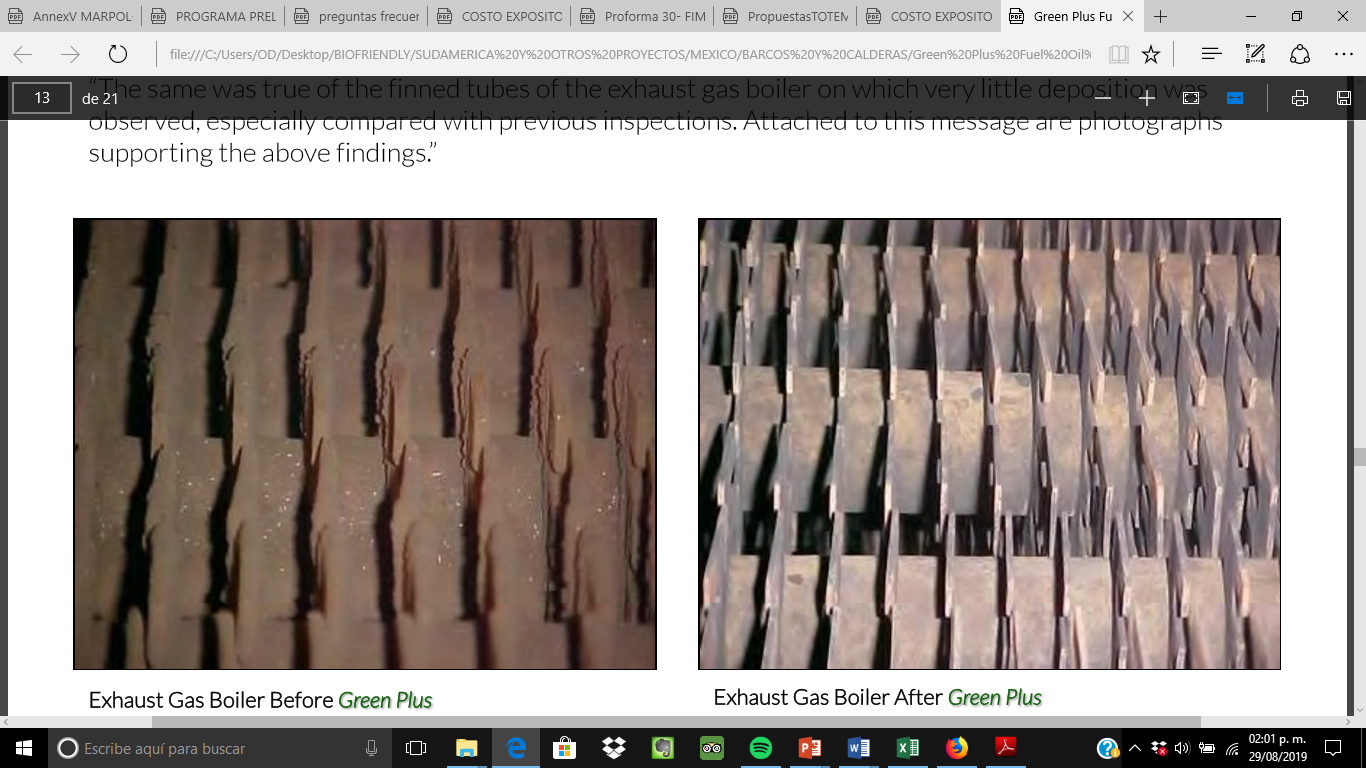 AnnexV MARPOL
PROGRAMA PREL
preguntas frecuer
COSTO EXPOSITO
Proforma 30- FIM
PropuestasTOTEM
COSTO EXPOSITO
Green Plus Fu
file:///C:/Users/OD/Desktop/BIOFRIENDLY/SUDAMERICA%20Y%20OTROS%20PROYECTOS/MEXICO/BARCOS%20Y%20CALDERAS/Green%20Plus%20Fuel%20Oil%
13 de 21
“The same was true of the finned tubes of the exhaust gas boiler on which very little deposition was
observed, especially compared with previous inspections. Attached to this message are photographs
supporting the above findings.”
Exhaust Gas Boiler Before Green Plus
Exhaust Gas Boiler After Green Plus
Escribe aquí para buscar
02:01 p. m.
29/08/2019